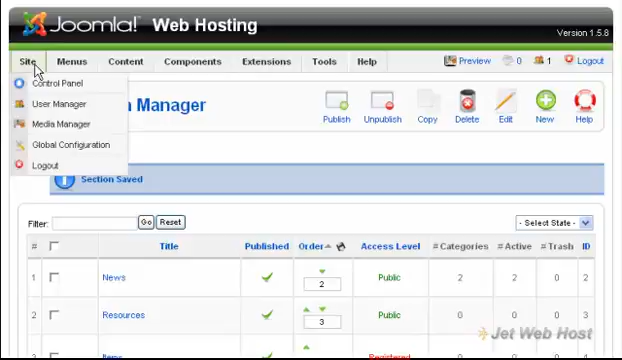 Joomla! Web Hosting
Version 1.5.8
Site Menus Content Components Extensions Tools Help Preview 0 1 Logout
Control Panel
User Manager
Media Manager
Global Configuration
Logout
Manager
Publish Unpublish Copy Delete Edit New Help
Section Saved
Filter: Go Reset - Select State -
# Title Published Order Access Level # Categories # Active # Trash ID
1 News 2 Public 2 2 0 2
2 Resources 3 Public 0 0 0 3
Jet Web Host
Items Registered